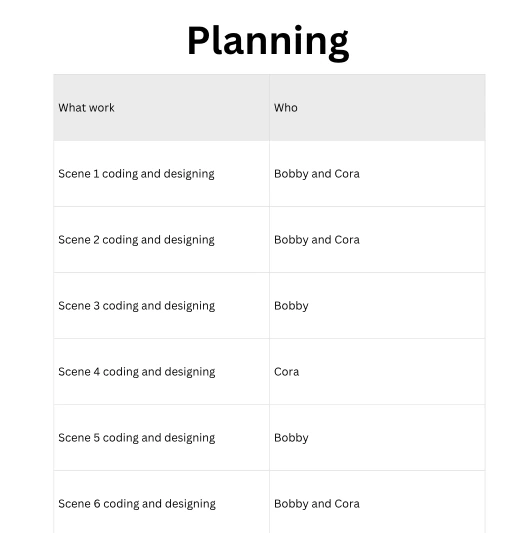 Planning
What work Who
Scene 1 coding and designing Bobby and Cora
Scene 2 coding and designing Bobby and Cora
Scene 3 coding and designing Bobby
Scene 4 coding and designing Cora
Scene 5 coding and designing Bobby
Scene 6 coding and designing Bobby and Cora